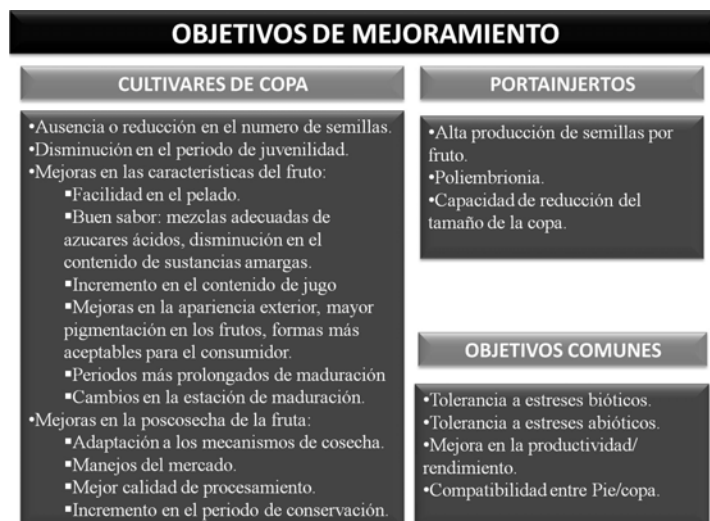 OBJETIVOS DE MEJORAMIENTO
CULTIVARES DE COPA
•Ausencia o reducción en el numero de semillas.
•Disminución en el periodo de juvenilidad.
•Mejoras en las características del fruto:
▪Facilidad en el pelado.
▪Buen sabor: mezclas adecuadas de
azucares ácidos, disminución en el
contenido de sustancias amargas.
▪Incremento en el contenido de jugo
▪Mejoras en la apariencia exterior, mayor
pigmentación en los frutos, formas más
aceptables para el consumidor.
▪Periodos más prolongados de maduración
▪Cambios en la estación de maduración.
•Mejoras en la poscosecha de la fruta:
▪Adaptación a los mecanismos de cosecha.
▪Manejos del mercado.
▪Mejor calidad de procesamiento.
▪Incremento en el periodo de conservación.
PORTAINJERTOS
•Alta producción de semillas por
fruto.
•Poliembrionia.
•Capacidad de reducción del
tamaño de la copa.
OBJETIVOS COMUNES
•Tolerancia a estreses bióticos.
•Tolerancia a estreses abióticos.
•Mejora en la productividad/
rendimiento.
•Compatibilidad entre Pie/copa.